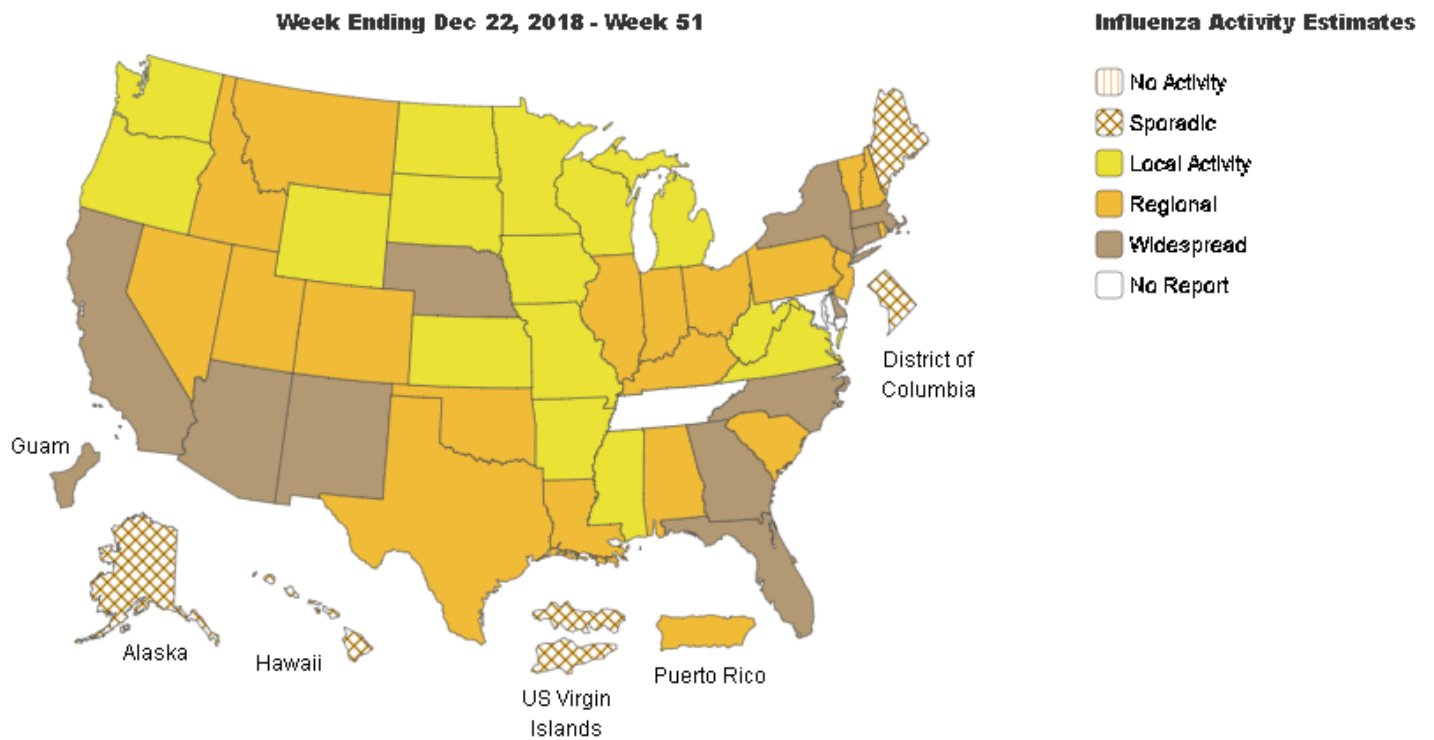 Week Ending Dec 22, 2018 - Week 51
Influenza Activity Estimates
No Activity
Sporadic
Local Activity
Regional
Widespread
No Report
District of
Columbia
Guam
Alaska
Hawaii
US Virgin
Islands
Puerto Rico